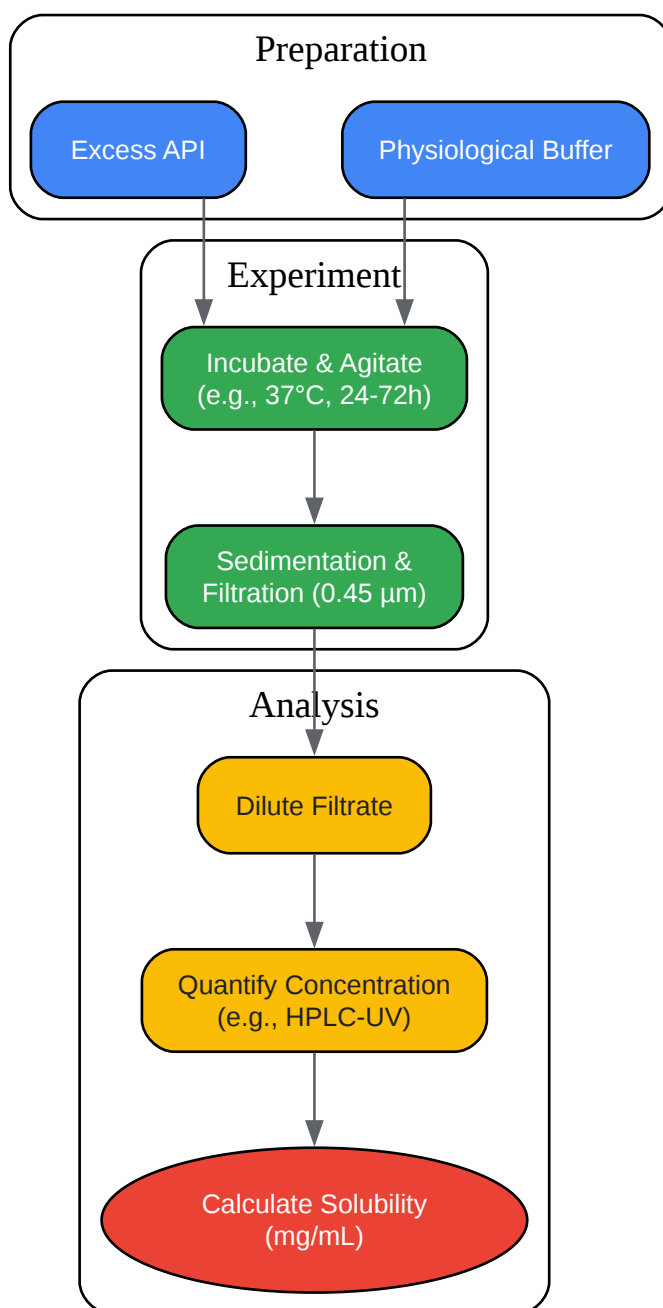 Preparation
Excess API
Physiological Buffer
Experiment
Incubate & Agitate
(e.g., 37°C, 24-72h)
Sedimentation &
Filtration (0.45 µm)
Analysis
Dilute Filtrate
Quantify Concentration
(e.g., HPLC-UV)
Calculate Solubility
(mg/mL)